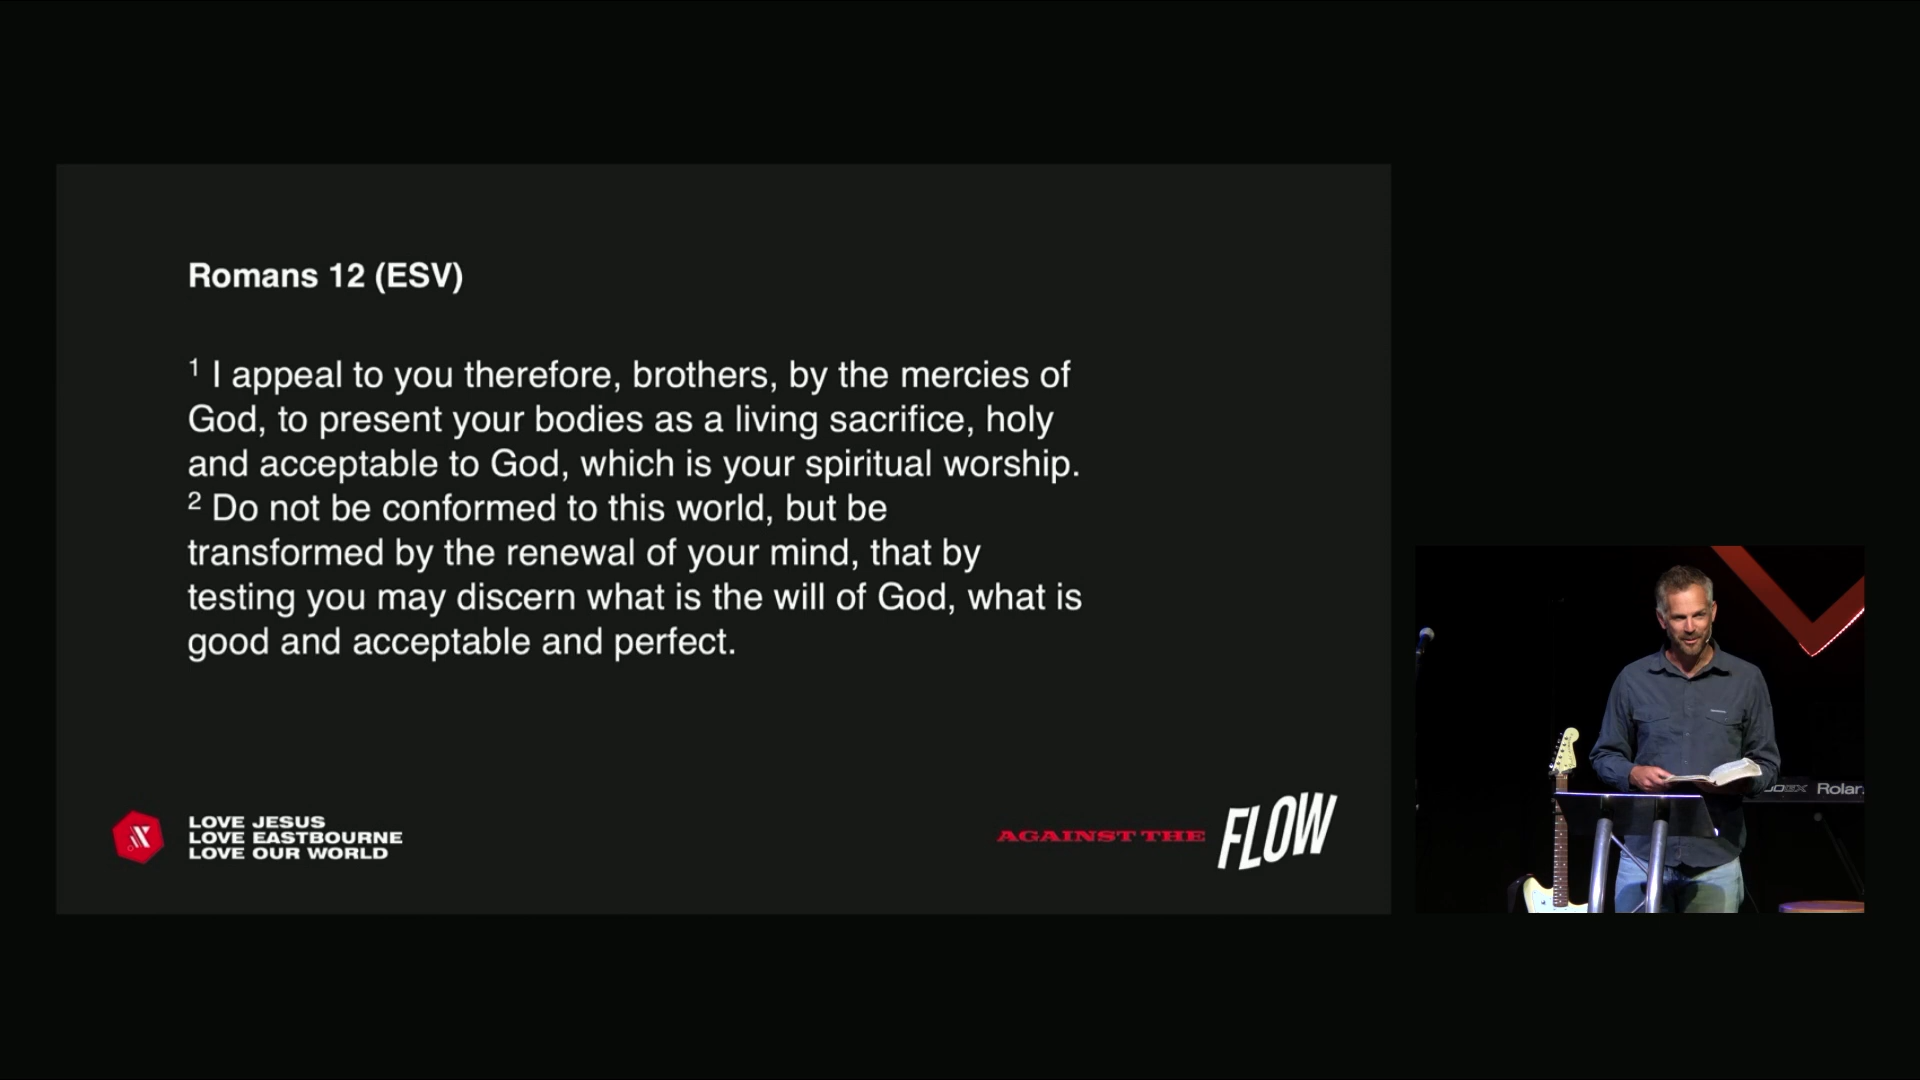 Romans 12 (ESV)
1 I appeal to you therefore, brothers, by the mercies of
God, to present your bodies as a living sacrifice, holy
and acceptable to God, which is your spiritual worship.
2 Do not be conformed to this world, but be
transformed by the renewal of your mind, that by
testing you may discern what is the will of God, what is
good and acceptable and perfect.
LOVE JESUS
LOVE EASTBOURNE
LOVE OUR WORLD
AGAINST THE FLOW